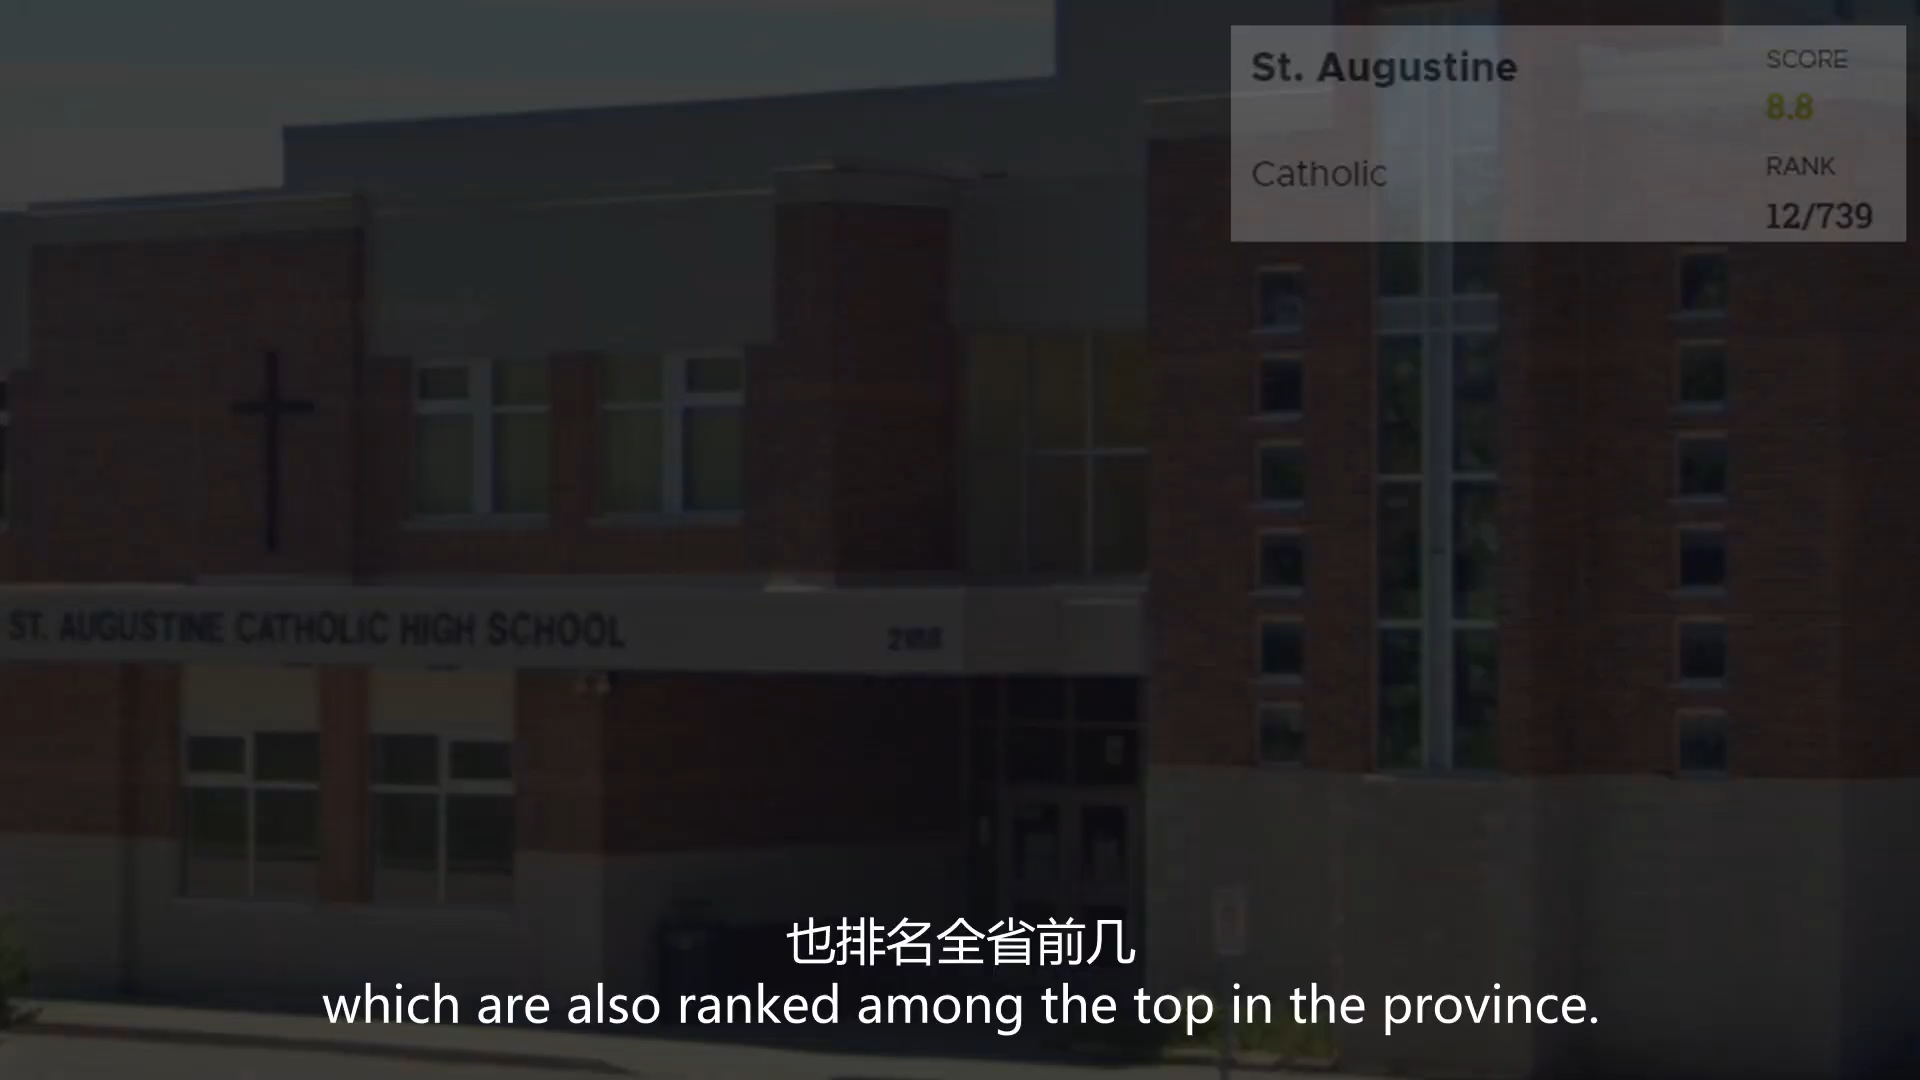 St. Augustine
SCORE
8.8
Catholic
RANK
12/739
ST. AUGUSTINE CATHOLIC HIGH SCHOOL
也排名全省前几
which are also ranked among the top in the province.